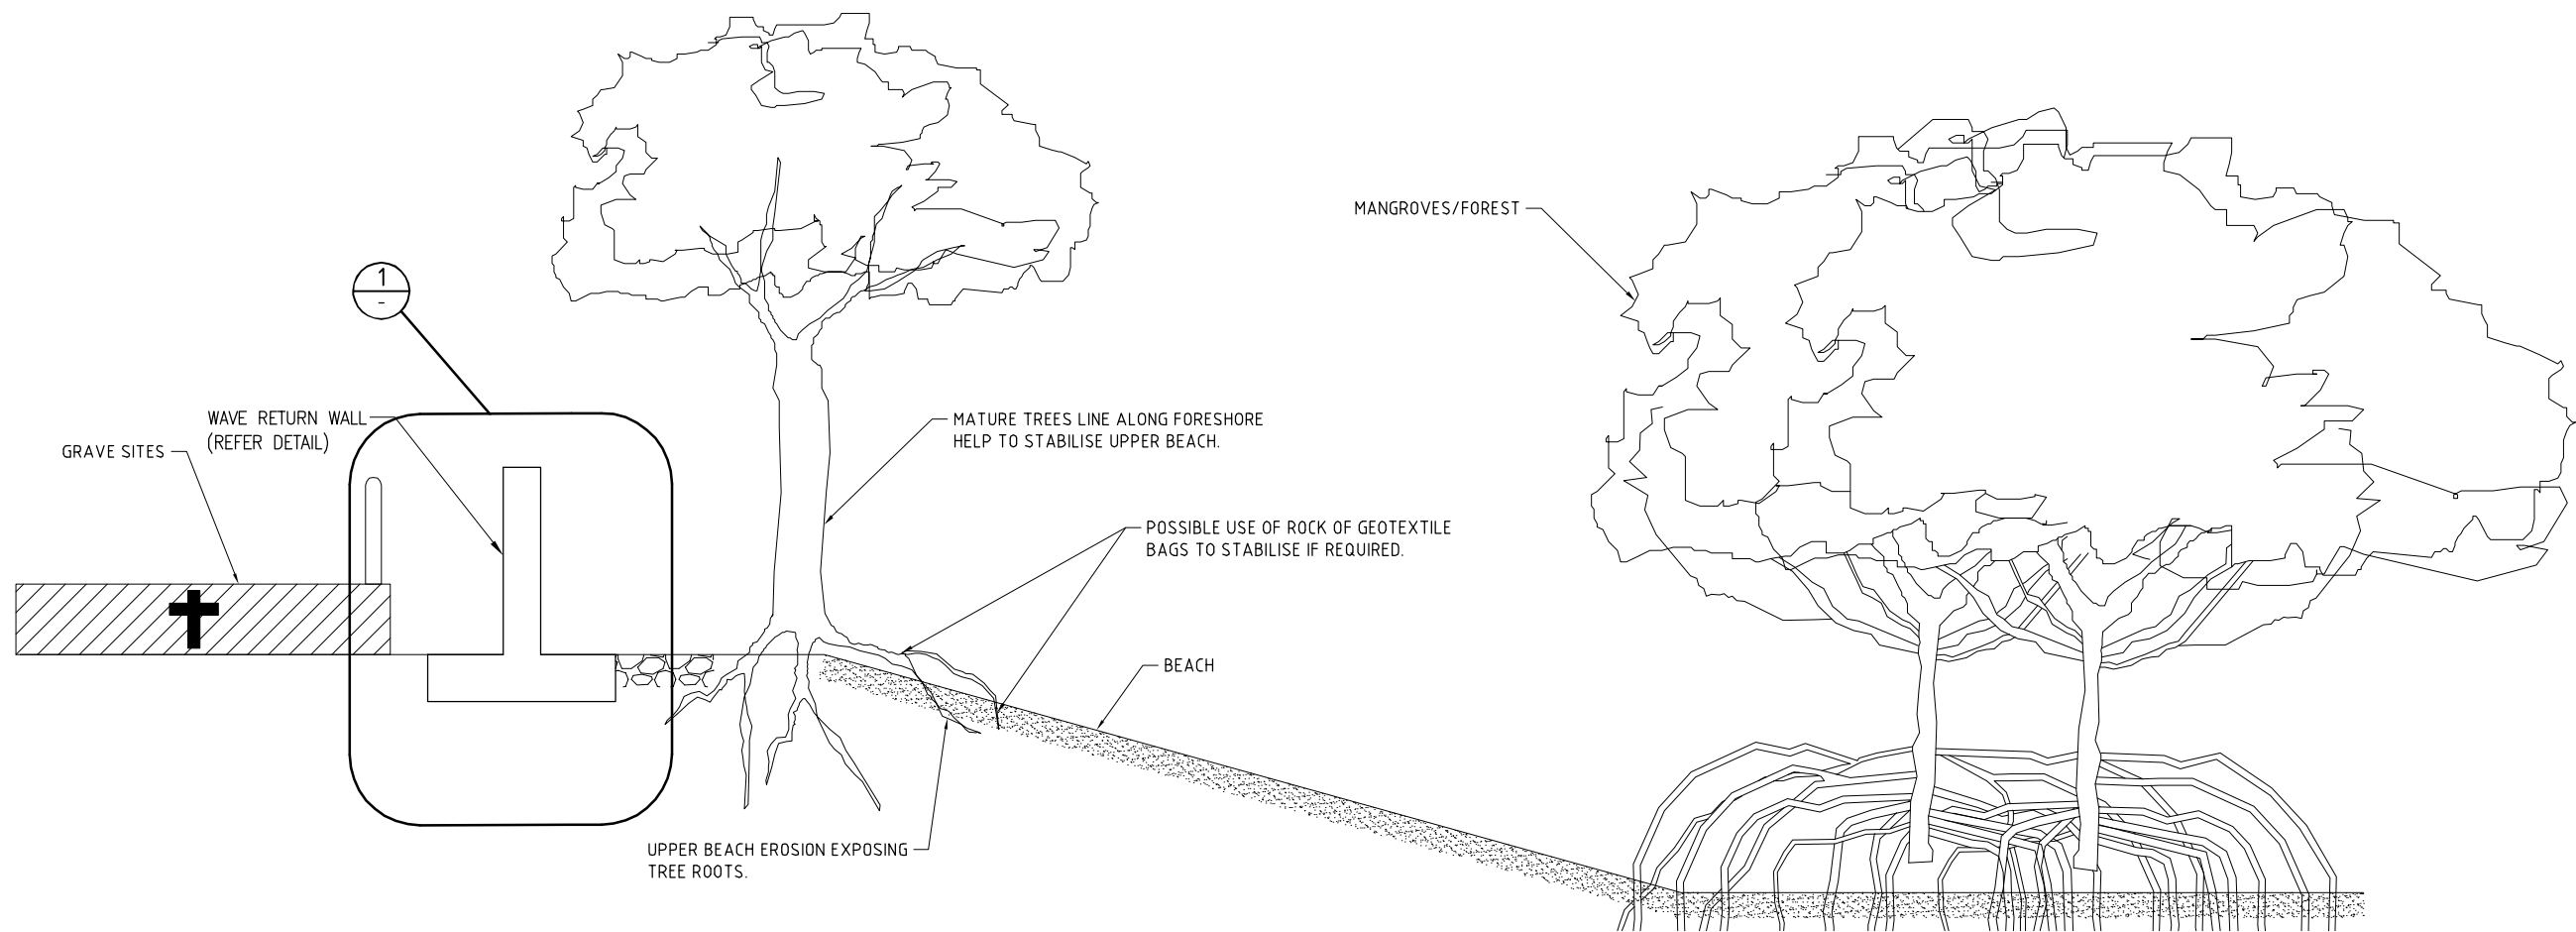 MANGROVES/FOREST
1
-
WAVE RETURN WALL
(REFER DETAIL)
GRAVE SITES
MATURE TREES LINE ALONG FORESHORE
HELP TO STABILISE UPPER BEACH.
POSSIBLE USE OF ROCK OF GEOTEXTILE
BAGS TO STABILISE IF REQUIRED.
BEACH
UPPER BEACH EROSION EXPOSING
TREE ROOTS.